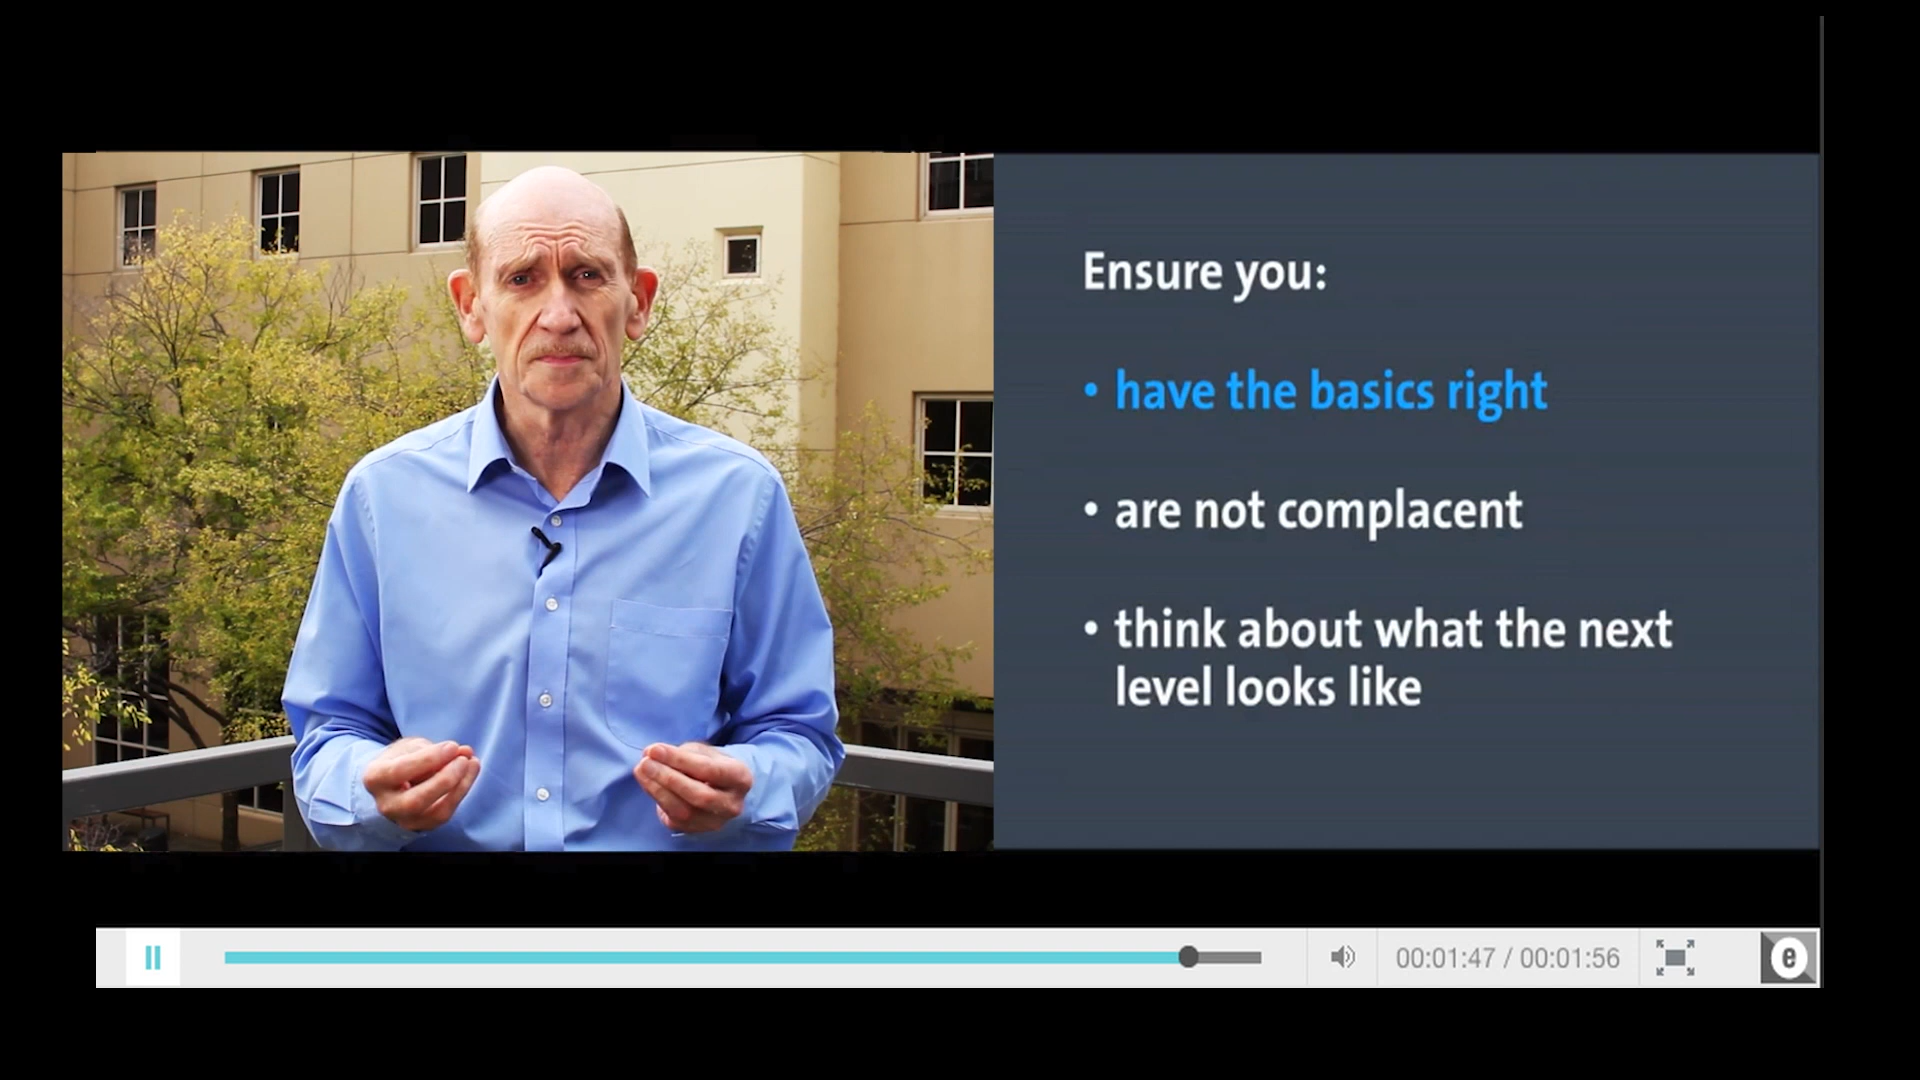 Ensure you:
• have the basics right
• are not complacent
• think about what the next
level looks like
00:01:47 / 00:01:56
e